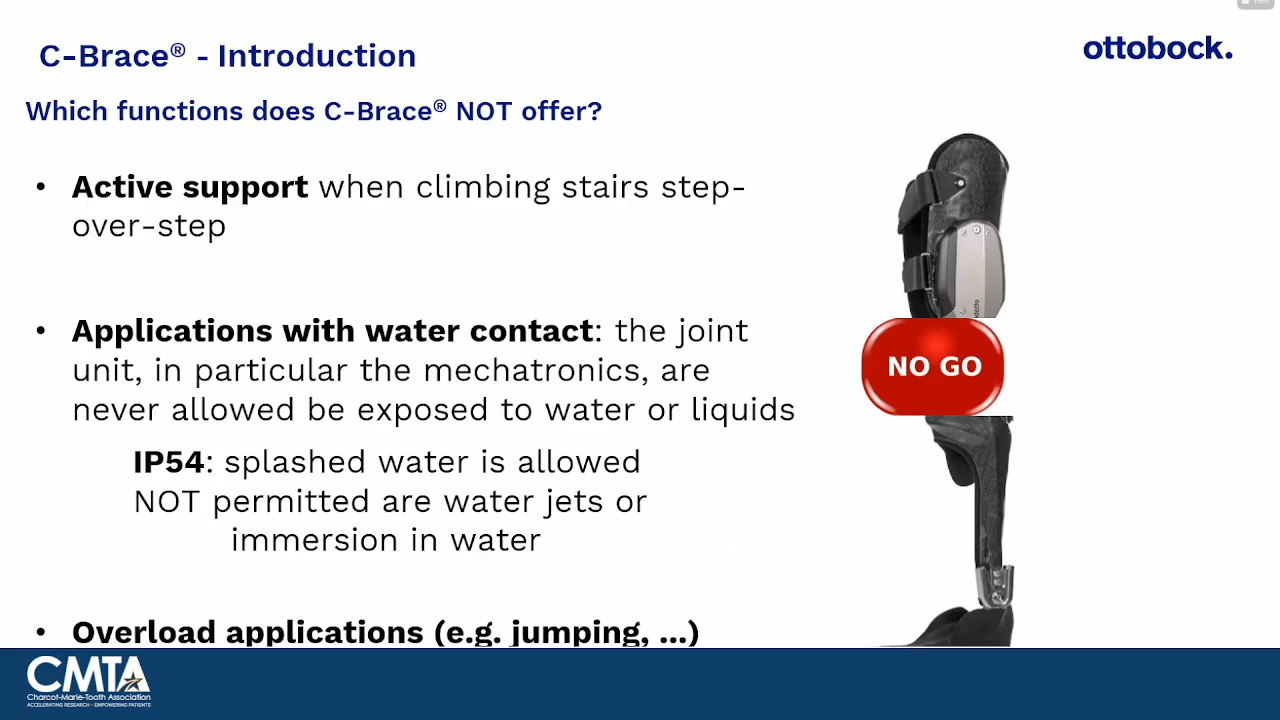 View
C-Brace® - Introduction
ottobock.
Which functions does C-Brace® NOT offer?
• Active support when climbing stairs step-
over-step
• Applications with water contact: the joint
unit, in particular the mechatronics, are
never allowed be exposed to water or liquids
NO GO
IP54: splashed water is allowed
NOT permitted are water jets or
immersion in water
• Overload applications (e.g. jumping, ...)
CMTA
Charcot-Marie-Tooth Association
ACCELERATING RESEARCH - EMPOWERING PATIENTS